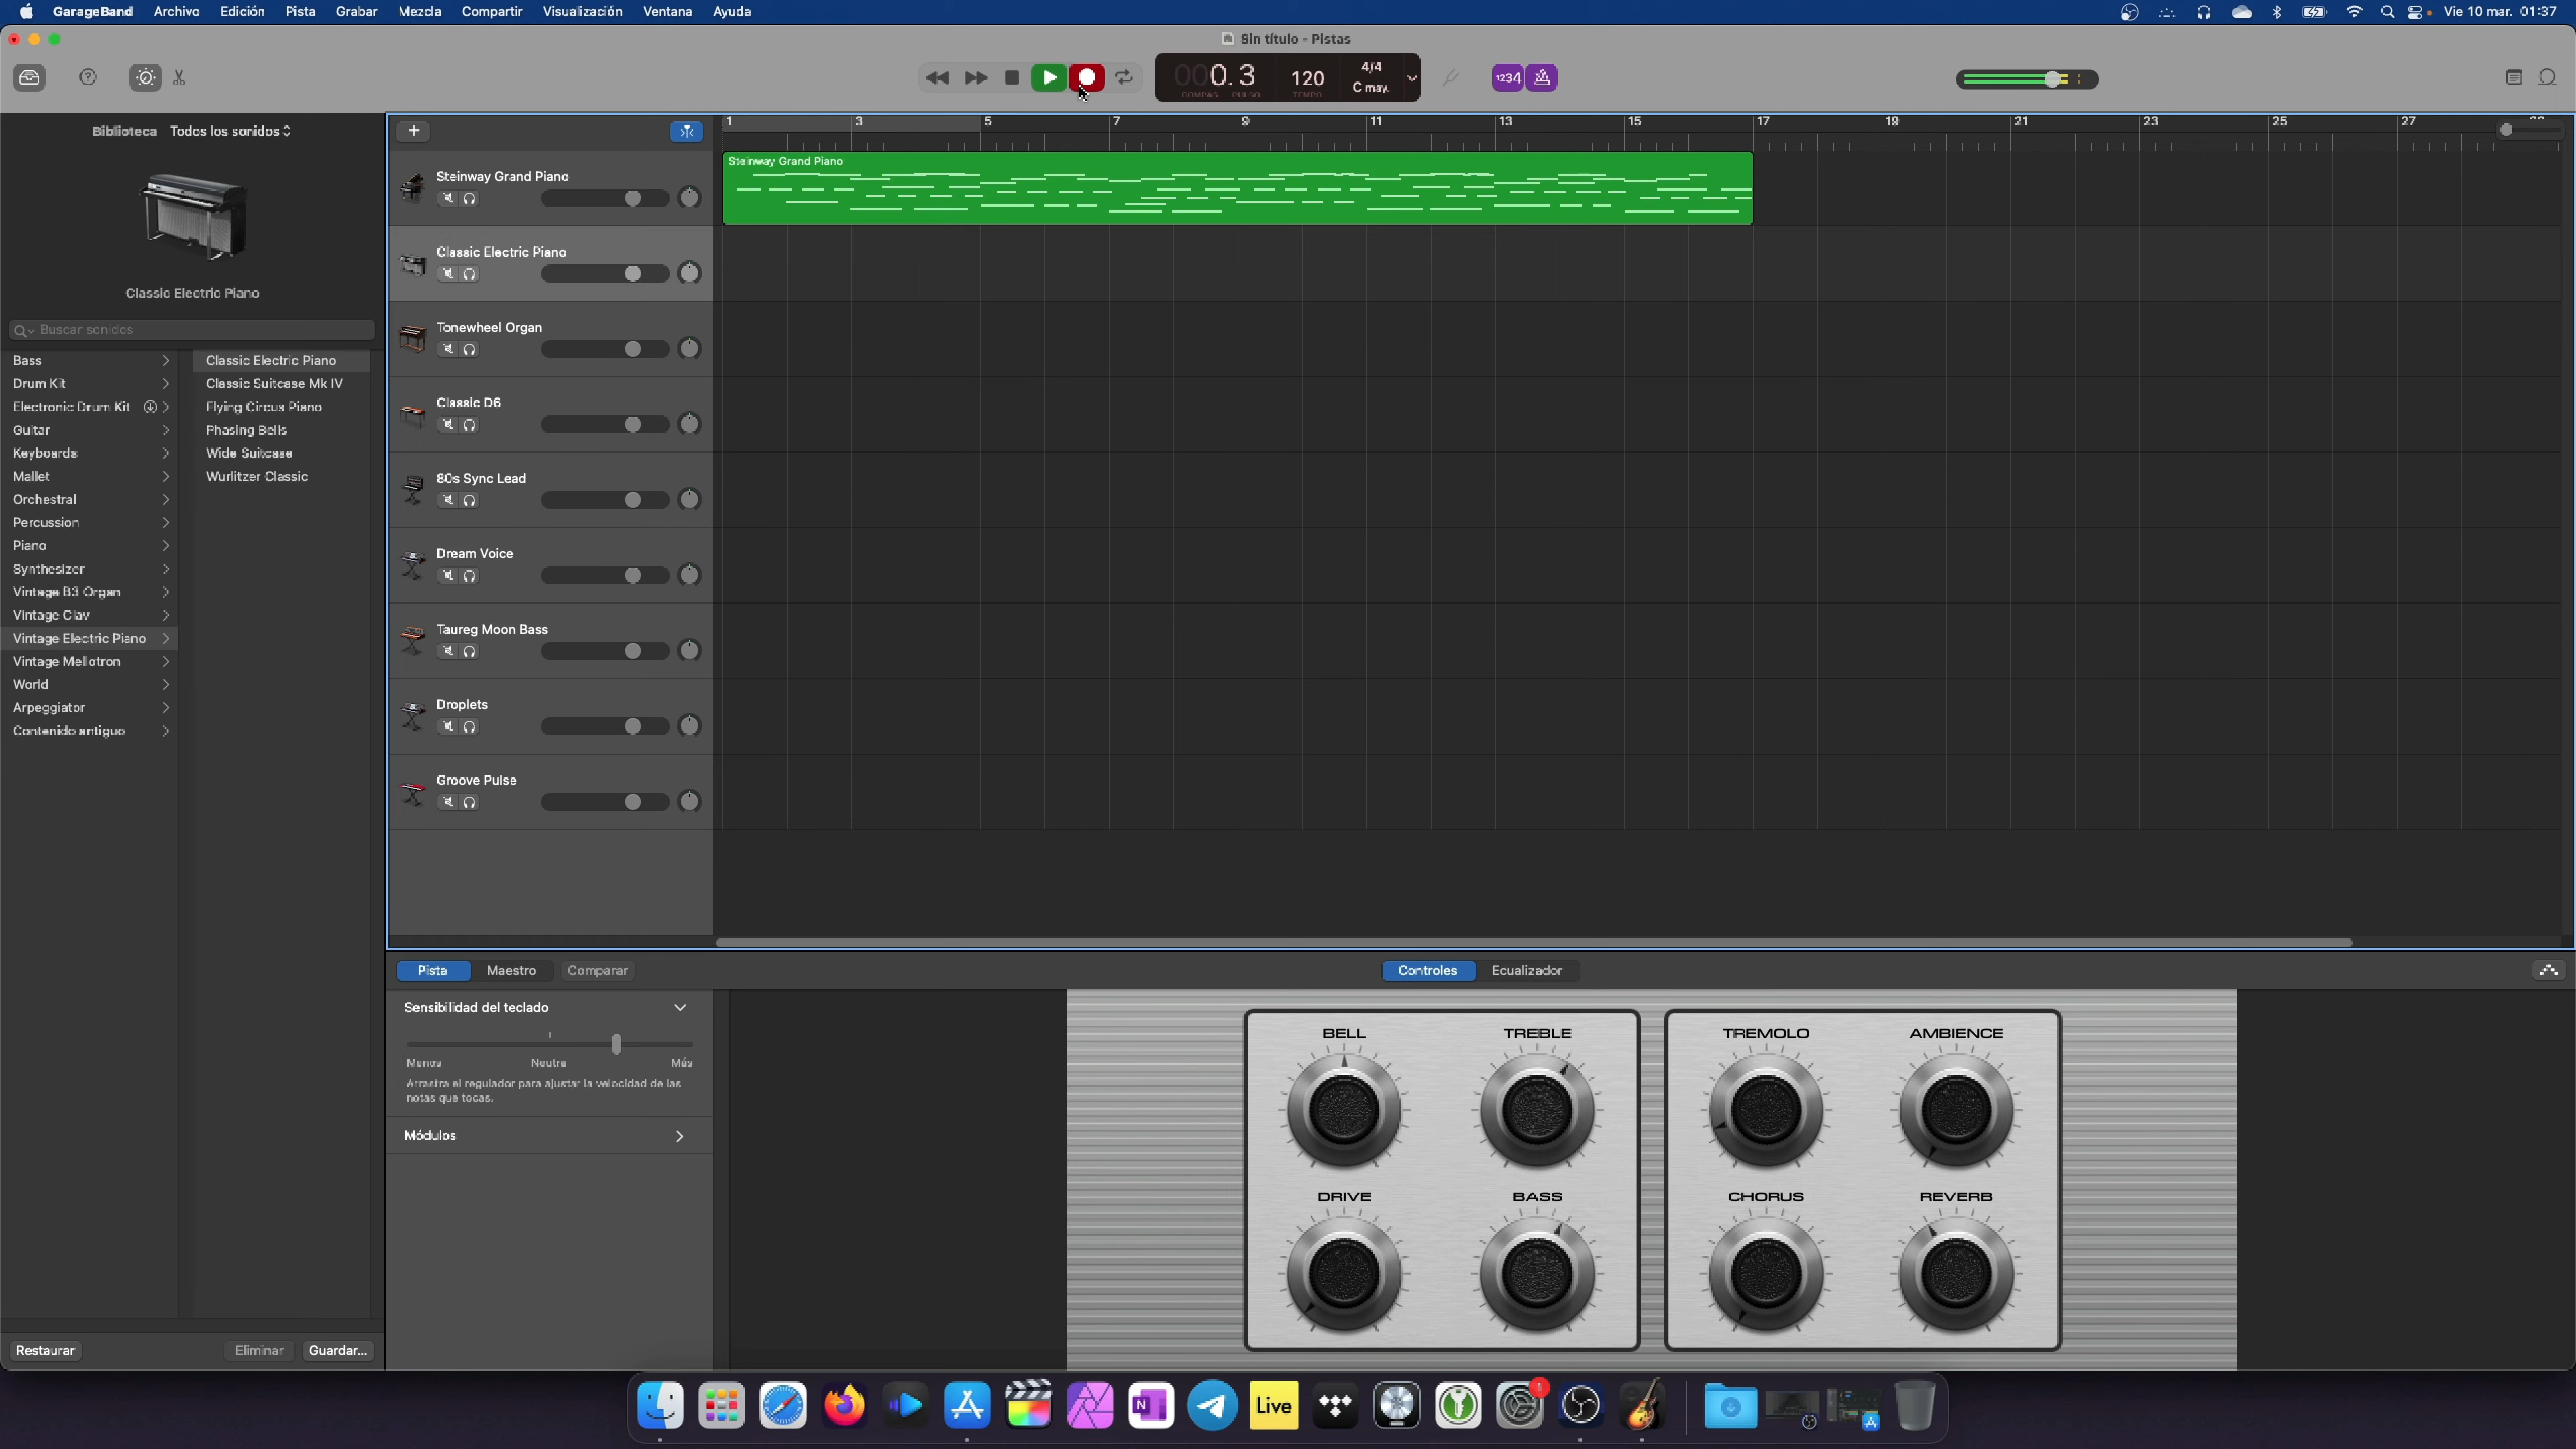 GarageBand Archivo Edición Pista Grabar Mezcla Compartir Visualización Ventana Ayuda Vie 10 mar. 01:37
Sin título - Pistas
000.3 120 4/4
C may.
COMPÁS PULSO TEMPO
1234
Biblioteca Todos los sonidos
Classic Electric Piano
Buscar sonidos
Bass
Drum Kit
Electronic Drum Kit
Guitar
Keyboards
Mallet
Orchestral
Percussion
Piano
Synthesizer
Vintage B3 Organ
Vintage Clav
Vintage Electric Piano
Vintage Mellotron
World
Arpeggiator
Contenido antiguo
Classic Electric Piano
Classic Suitcase Mk IV
Flying Circus Piano
Phasing Bells
Wide Suitcase
Wurlitzer Classic
Restaurar Eliminar Guardar...
1 3 5 7 9 11 13 15 17 19 21 23 25 27
Steinway Grand Piano
Steinway Grand Piano
Classic Electric Piano
Tonewheel Organ
Classic D6
80s Sync Lead
Dream Voice
Taureg Moon Bass
Droplets
Groove Pulse
Pista Maestro Comparar Controles Ecualizador
Sensibilidad del teclado
Menos Neutra Más
Arrastra el regulador para ajustar la velocidad de las
notas que tocas.
Módulos
BELL TREBLE TREMOLO AMBIENCE
DRIVE BASS CHORUS REVERB
N Live 1